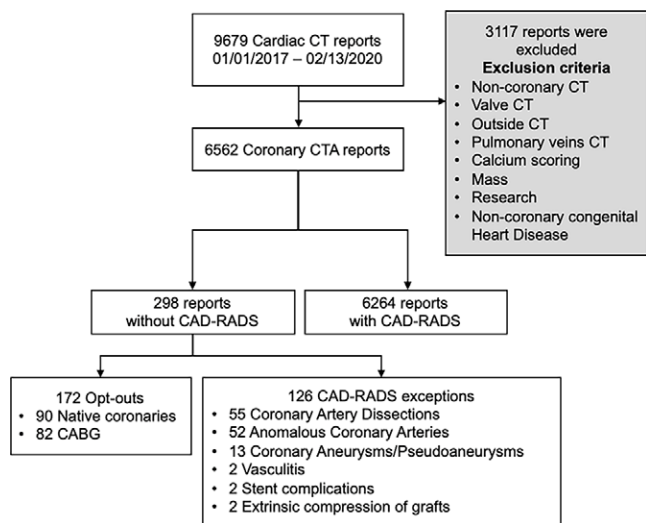 9679 Cardiac CT reports
01/01/2017 – 02/13/2020
3117 reports were
excluded
Exclusion criteria
• Non-coronary CT
• Valve CT
• Outside CT
• Pulmonary veins CT
• Calcium scoring
• Mass
• Research
• Non-coronary congenital
Heart Disease
6562 Coronary CTA reports
298 reports
without CAD-RADS
6264 reports
with CAD-RADS
172 Opt-outs
• 90 Native coronaries
• 82 CABG
126 CAD-RADS exceptions
• 55 Coronary Artery Dissections
• 52 Anomalous Coronary Arteries
• 13 Coronary Aneurysms/Pseudoaneurysms
• 2 Vasculitis
• 2 Stent complications
• 2 Extrinsic compression of grafts